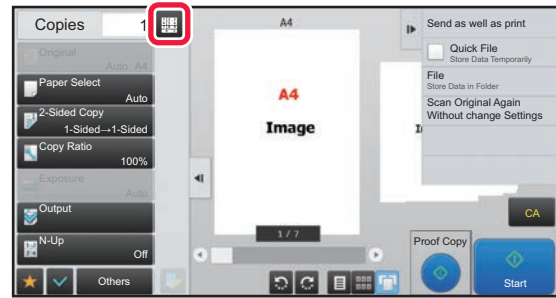 Copies 1
Original
Auto A4
Paper Select
Auto
2-Sided Copy
1-Sided→1-Sided
Copy Ratio
100%
Exposure
Auto
Output
N-Up
Off
Others
A4
A4
Image
1 / 7
Send as well as print
Quick File
Store Data Temporarily
File
Store Data in Folder
Scan Original Again
Without change Settings
CA
Proof Copy
Start